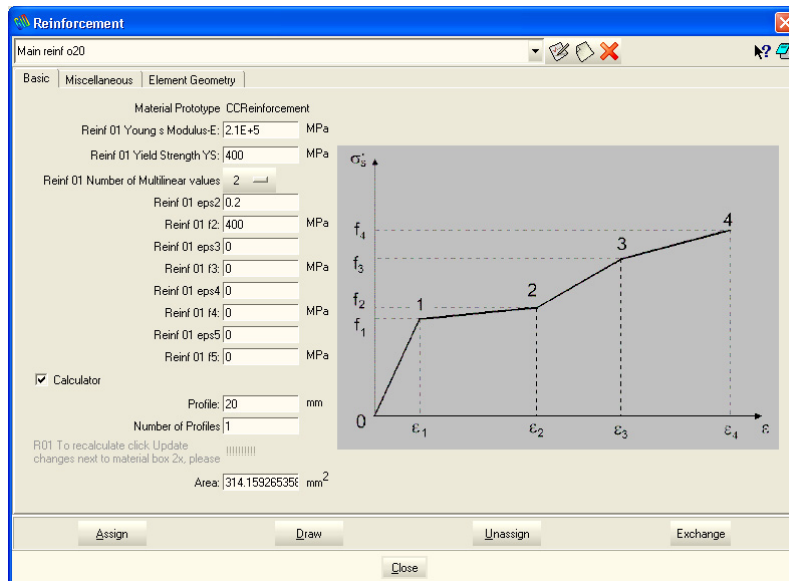 Reinforcement
Main reinf o20
Basic
Miscellaneous
Element Geometry
Material Prototype CCReinforcement
Reinf 01 Young s Modulus-E: 2.1E+5 MPa
Reinf 01 Yield Strength YS: 400 MPa
Reinf 01 Number of Multilinear values 2
Reinf 01 eps2 0.2
Reinf 01 f2: 400 MPa
Reinf 01 eps3 0
Reinf 01 f3: 0 MPa
Reinf 01 eps4 0
Reinf 01 f4: 0 MPa
Reinf 01 eps5 0
Reinf 01 f5: 0 MPa
Calculator
Profile: 20 mm
Number of Profiles 1
R01 To recalculate click Update
changes next to material box 2x, please !!!!!!!!!!
Area: 314.159265358 mm²
σs
f4
f3
f2
f1
1
2
3
4
0
ε1
ε2
ε3
ε4
ε
Assign
Draw
Unassign
Exchange
Close